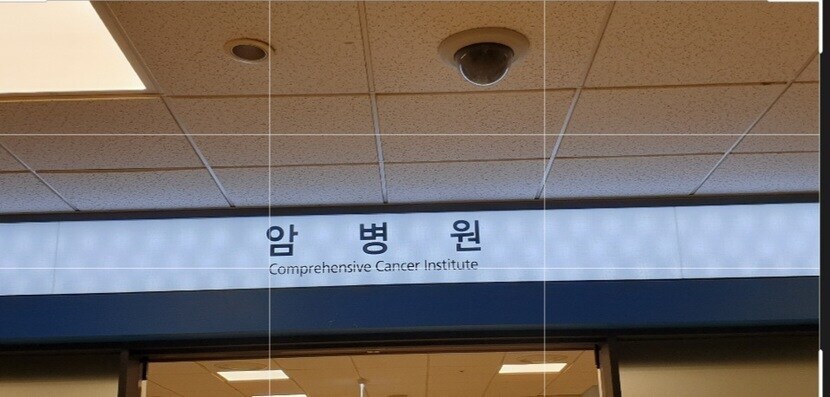 암 병 원
Comprehensive Cancer Institute